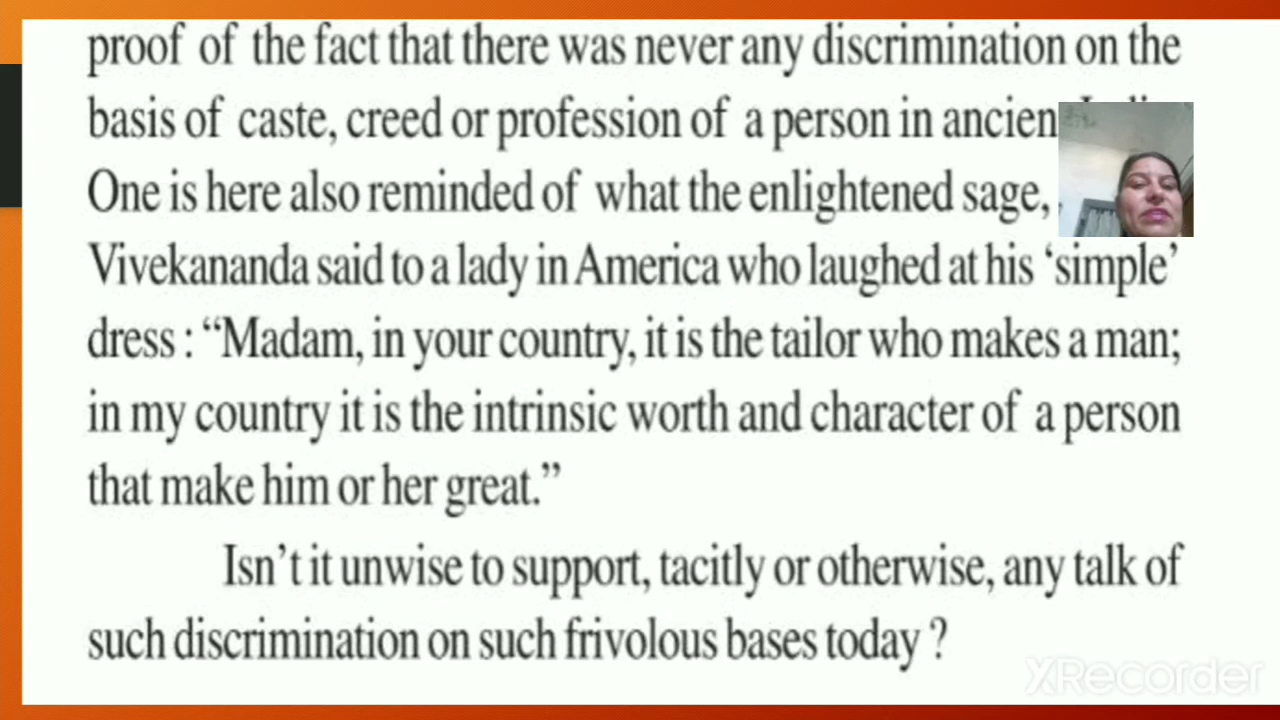 proof of the fact that there was never any discrimination on the
basis of caste, creed or profession of a person in ancien
One is here also reminded of what the enlightened sage,
Vivekananda said to a lady in America who laughed at his ‘simple’
dress : “Madam, in your country, it is the tailor who makes a man;
in my country it is the intrinsic worth and character of a person
that make him or her great.”
Isn’t it unwise to support, tacitly or otherwise, any talk of
such discrimination on such frivolous bases today ?
XRecorder